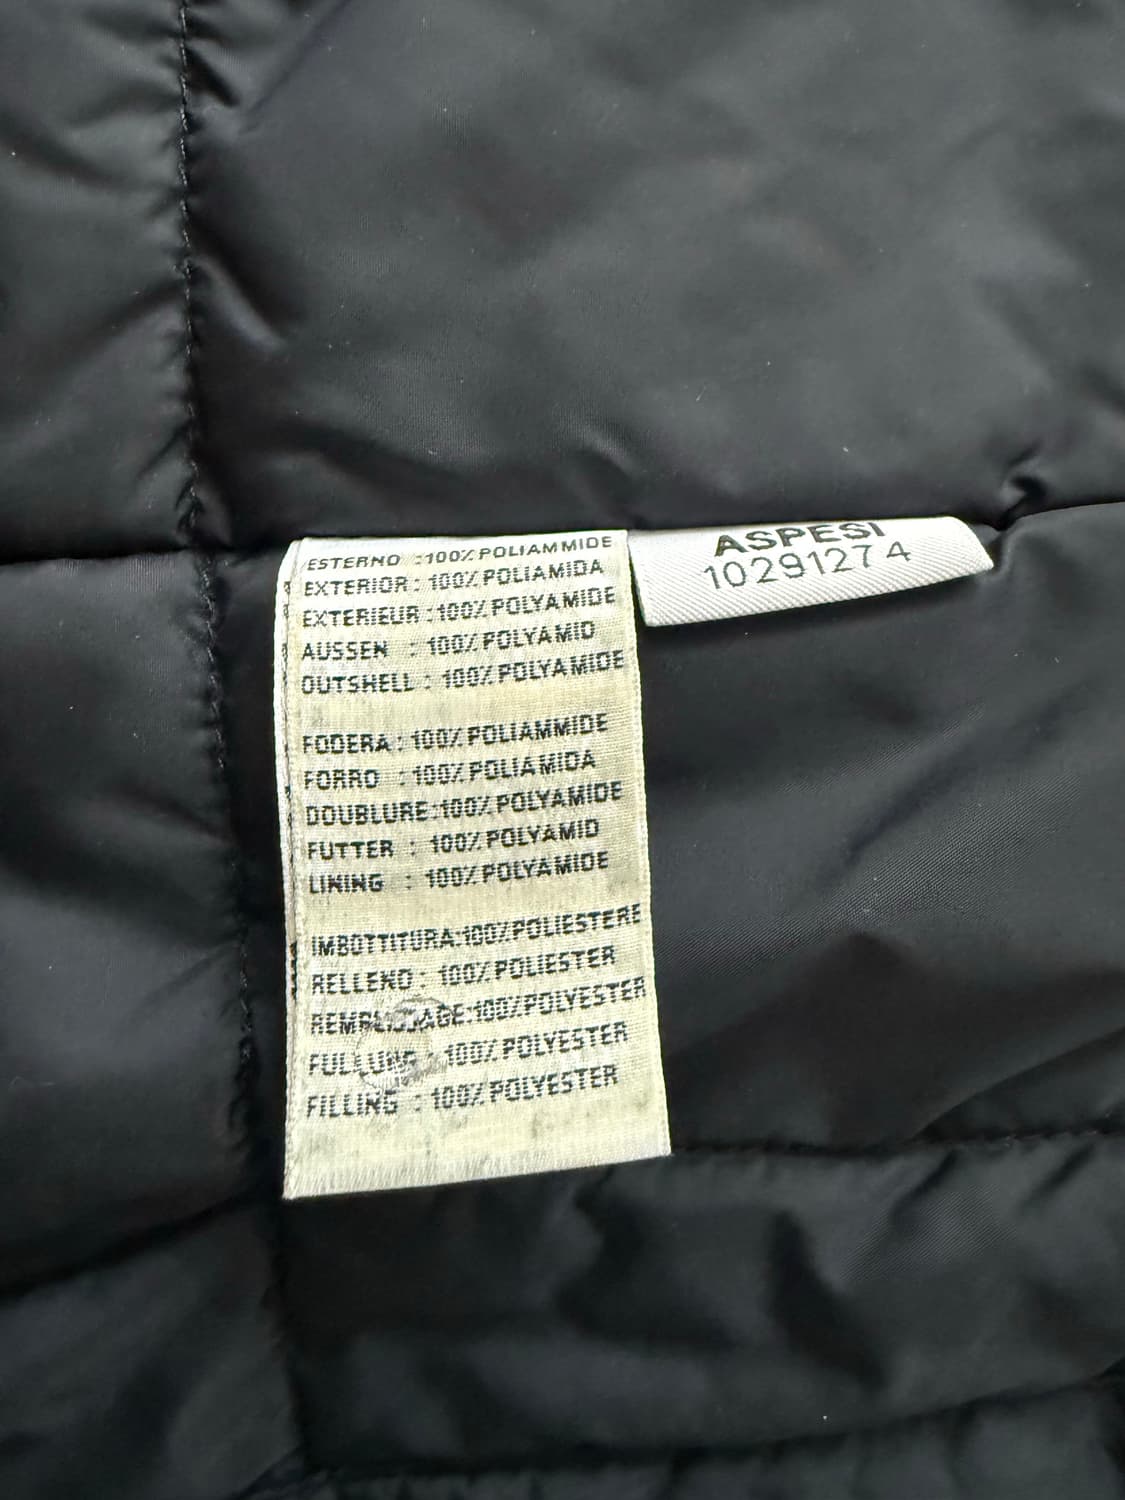 ESTERNO :100% POLIAMMIDE
EXTERIOR : 100% POLIAMIDA
EXTERIEUR : 100% POLYAMIDE
AUSSEN : 100% POLYAMID
OUTSHELL : 100% POLYAMIDE
FODERA : 100% POLIAMMIDE
FORRO : 100% POLIAMIDA
DOUBLURE:100% POLYAMIDE
FUTTER : 100% POLYAMID
LINING : 100% POLYAMIDE
IMBOTTITURA:100% POLIESTERE
RELLENO : 100% POLIESTER
REMPLISSAGE:100% POLYESTER
FULLUNG : 100% POLYESTER
FILLING : 100% POLYESTER
ASPESI
10291274